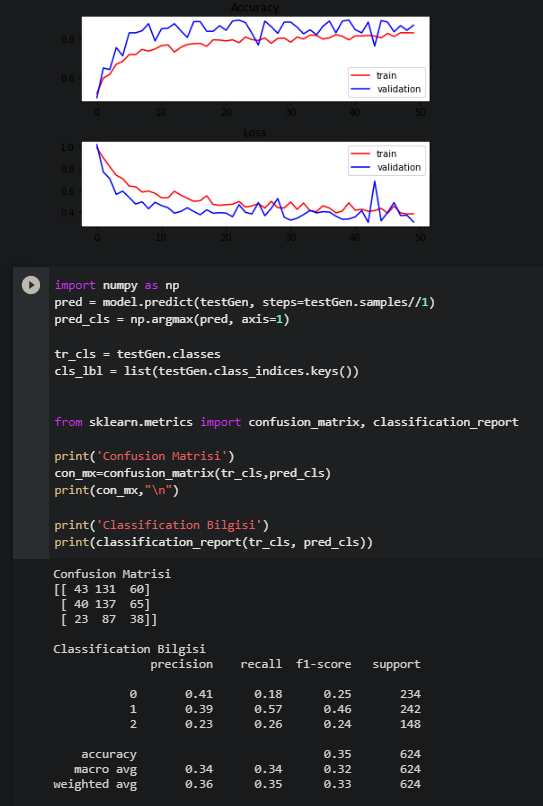 Accuracy
0.8
0.6
train
validation
0 10 20 30 40 50
Loss
1.0
0.8
0.6
0.4
train
validation
0 10 20 30 40 50
import numpy as np
pred = model.predict(testGen, steps=testGen.samples//1)
pred_cls = np.argmax(pred, axis=1)
tr_cls = testGen.classes
cls_lbl = list(testGen.class_indices.keys())
from sklearn.metrics import confusion_matrix, classification_report
print('Confusion Matrisi')
con_mx=confusion_matrix(tr_cls,pred_cls)
print(con_mx,"\n")
print('Classification Bilgisi')
print(classification_report(tr_cls, pred_cls))
Confusion Matrisi
[[ 43 131  60]
 [ 40 137  65]
 [ 23  87  38]]
Classification Bilgisi
precision recall f1-score support
0 0.41 0.18 0.25 234
1 0.39 0.57 0.46 242
2 0.23 0.26 0.24 148
accuracy 0.35 624
macro avg 0.34 0.34 0.32 624
weighted avg 0.36 0.35 0.33 624